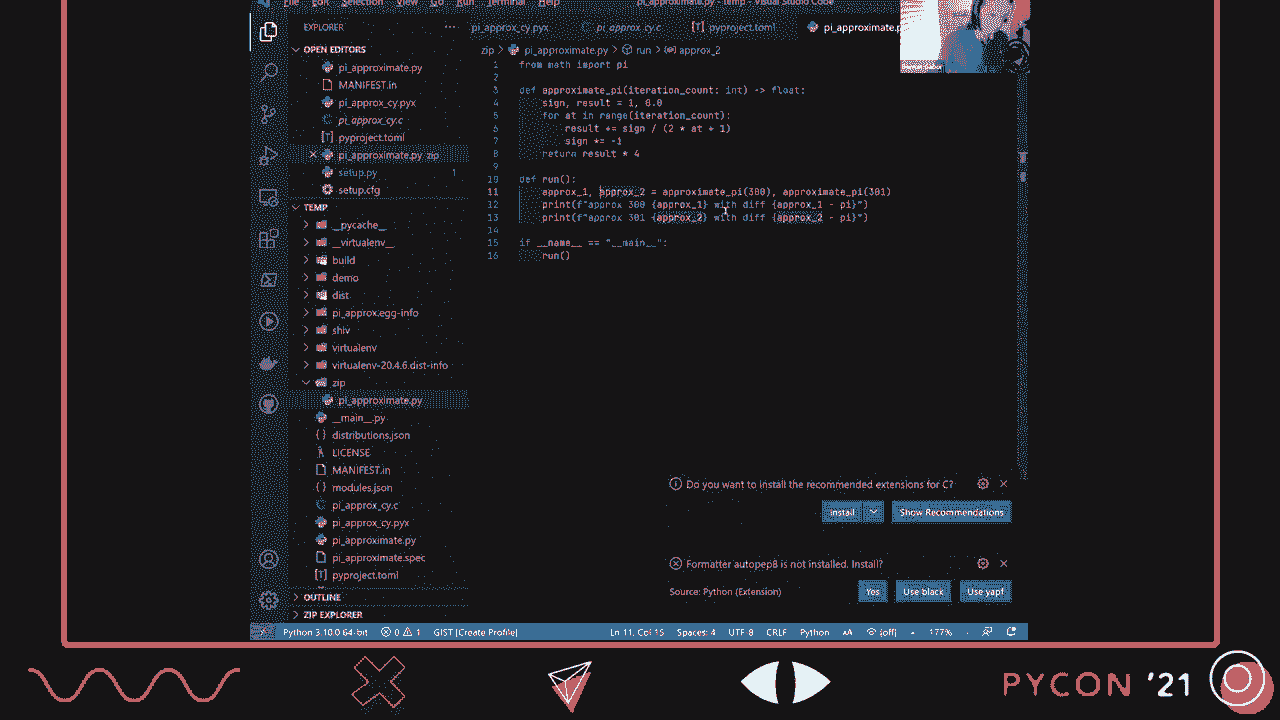 File Edit Selection View Go Run Terminal Help pi_approximate.py - Temp - Visual Studio Code
EXPLORER ...
pi_approx_cy.pyx pi_approx_cy.c pyproject.toml pi_approximate.p
OPEN EDITORS
pi_approximate.py
MANIFEST.in
pi_approx_cy.pyx
pi_approx_cy.c
pyproject.toml
pi_approximate.py zip
setup.py 1
setup.cfg
TEMP
__pycache__
__virtualenv__
build
demo
dist
pi_approx.egg-info
shiv
virtualenv
virtualenv-20.4.6.dist-info
zip
pi_approximate.py
__main__.py
distributions.json
LICENSE
MANIFEST.in
modules.json
pi_approx_cy.c
pi_approx_cy.pyx
pi_approximate.py
pi_approximate.spec
pyproject.toml
OUTLINE
ZIP EXPLORER
zip > pi_approximate.py > run > approx_2
1 from math import pi
2
3 def approximate_pi(iteration_count: int) -> float:
4 sign, result = 1, 0.0
5 for at in range(iteration_count):
6 result += sign / (2 * at + 1)
7 sign *= -1
8 return result * 4
9
10 def run():
11 approx_1, approx_2 = approximate_pi(300), approximate_pi(301)
12 print(f"approx 300 {approx_1} with diff {approx_1 - pi}")
13 print(f"approx 301 {approx_2} with diff {approx_2 - pi}")
14
15 if __name__ == "__main__":
16 run()
Do you want to install the recommended extensions for C?
Install Show Recommendations
Formatter autopep8 is not installed. Install?
Source: Python (Extension) Yes Use black Use yapf
Python 3.10.0 64-bit 0 1 GIST [Create Profile] Ln 11, Col 15 Spaces: 4 UTF-8 CRLF Python AA (off) 177%
PYCON '21